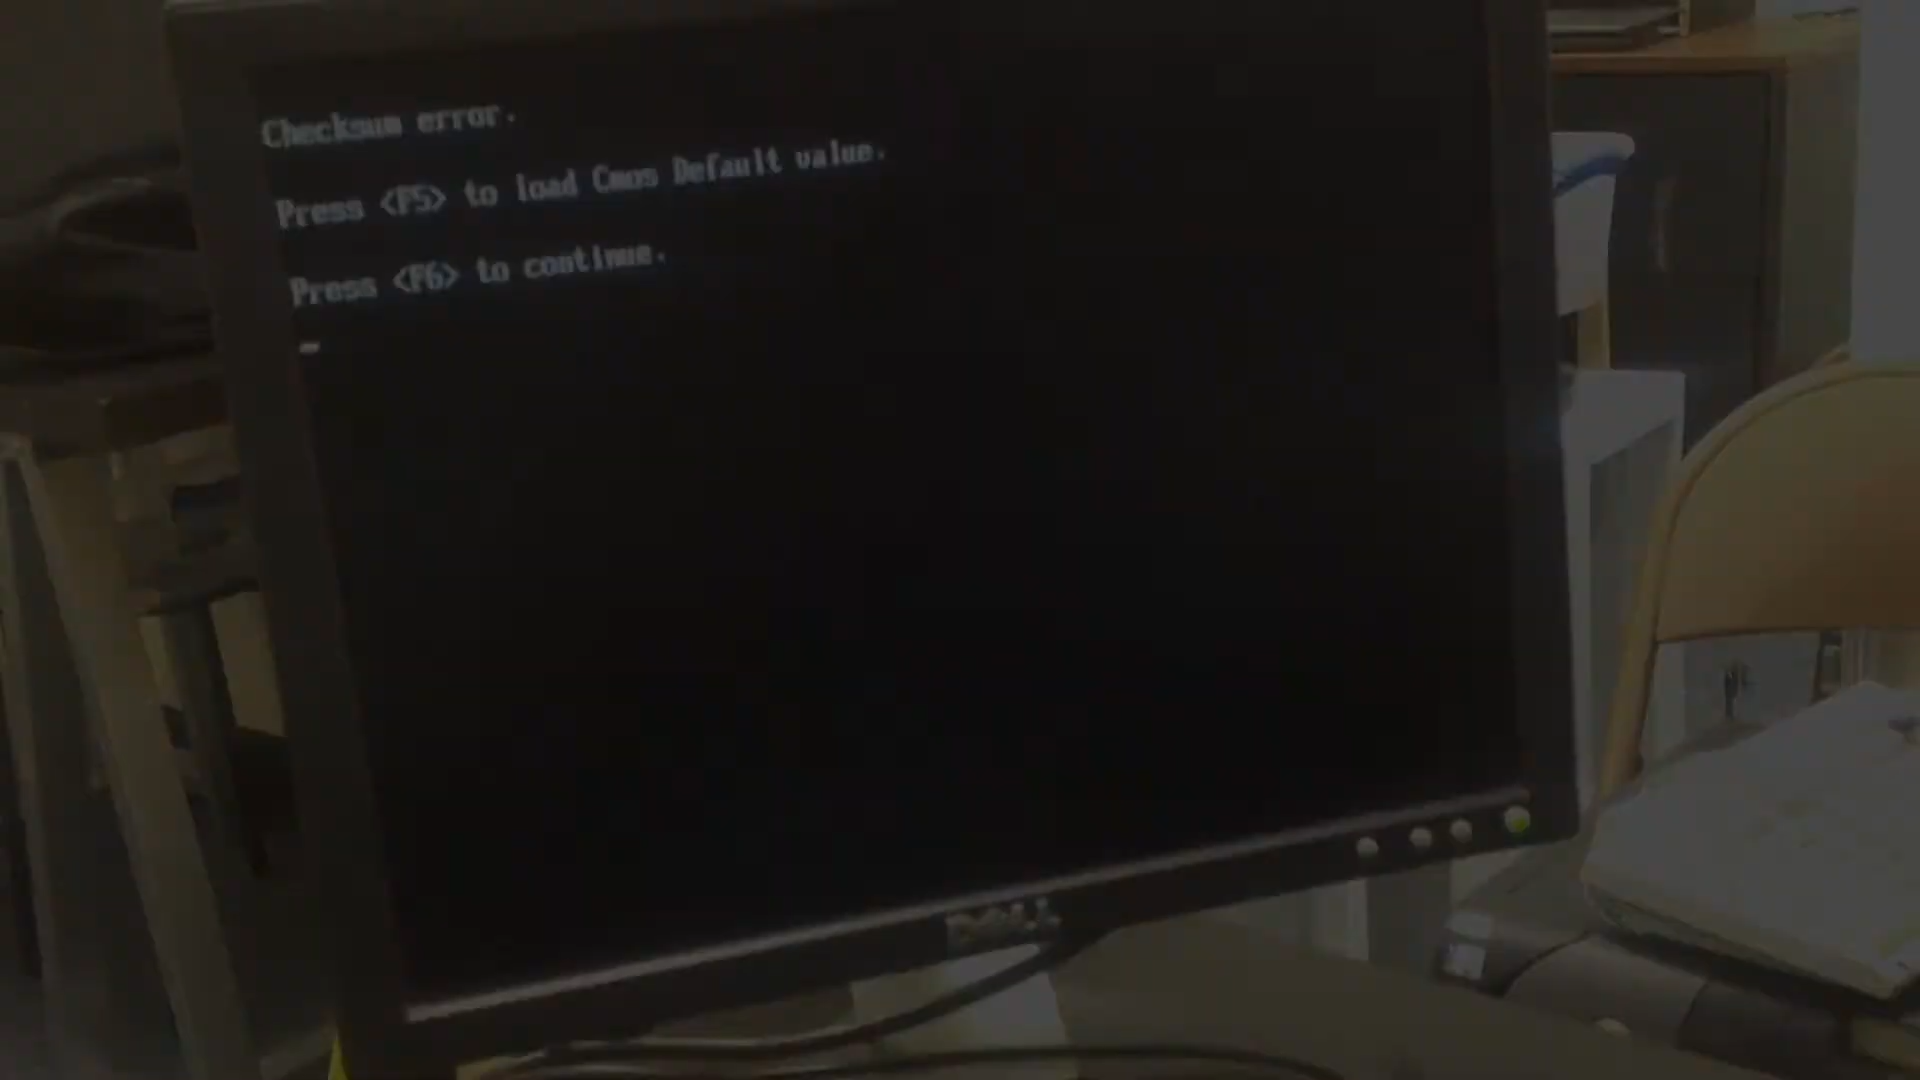 Checksum error.
Press <F5> to load Cmos Default value.
Press <F6> to continue.